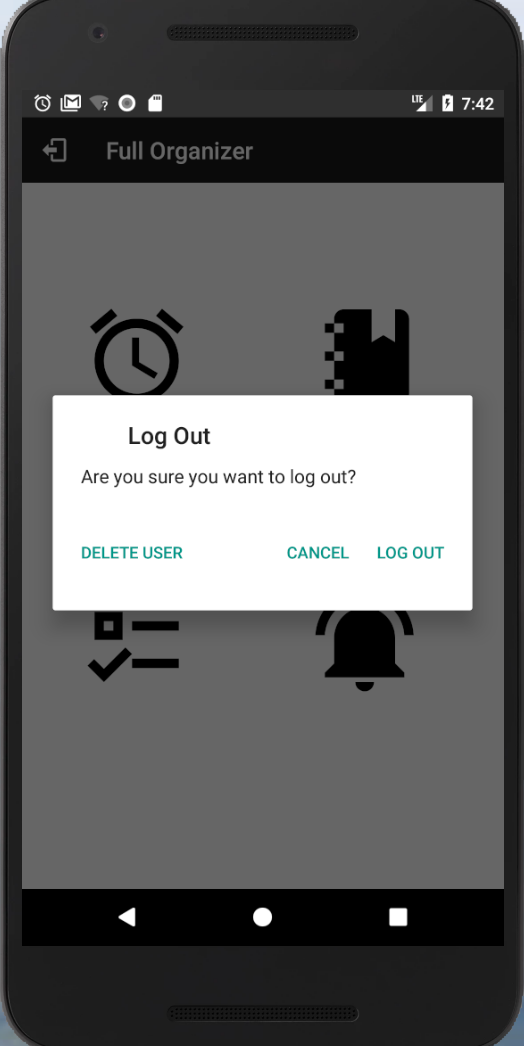 LTE 7:42
Full Organizer
Log Out
Are you sure you want to log out?
DELETE USER CANCEL LOG OUT